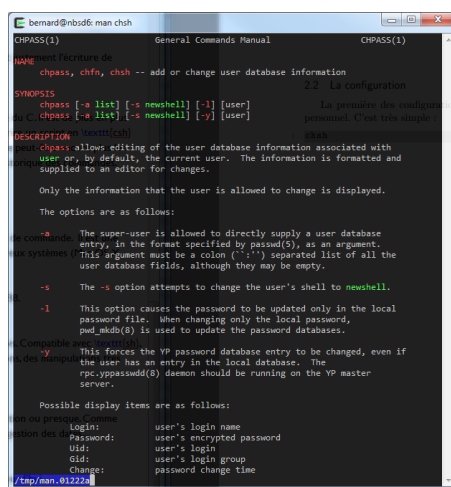 bernard@nbsd6: man chsh
CHPASS(1) General Commands Manual CHPASS(1)
NAME
chpass, chfn, chsh -- add or change user database information
SYNOPSIS
chpass [-a list] [-s newshell] [-l] [user]
chpass [-a list] [-s newshell] [-y] [user]
DESCRIPTION
chpass allows editing of the user database information associated with
user or, by default, the current user. The information is formatted and
supplied to an editor for changes.
Only the information that the user is allowed to change is displayed.
The options are as follows:
-a The super-user is allowed to directly supply a user database
entry, in the format specified by passwd(5), as an argument.
This argument must be a colon (``:'') separated list of all the
user database fields, although they may be empty.
-s The -s option attempts to change the user's shell to newshell.
-l This option causes the password to be updated only in the local
password file. When changing only the local password,
pwd_mkdb(8) is used to update the password databases.
-y This forces the YP password database entry to be changed, even if
the user has an entry in the local database. The
rpc.yppasswdd(8) daemon should be running on the YP master
server.
Possible display items are as follows:
Login: user's login name
Password: user's encrypted password
Uid: user's login
Gid: user's login group
Change: password change time
/tmp/man.01222a
2.2 La configuration
La première des configurati
personnel. C'est très simple
chsh